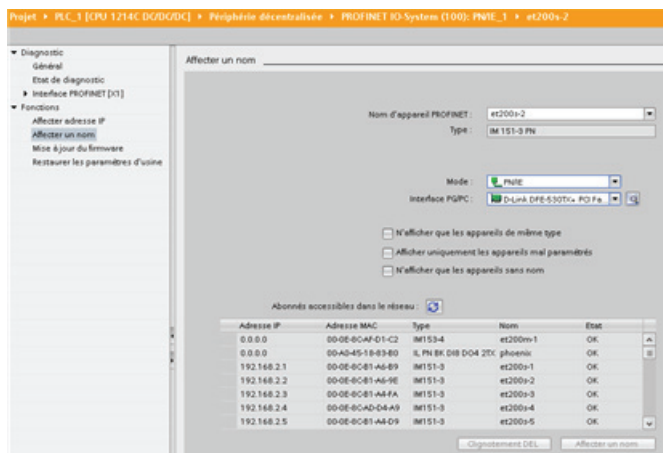 Projet ▸ PLC_1 [CPU 1214C DC/DC/DC] ▸ Périphérie décentralisée ▸ PROFINET IO-System (100): PN/IE_1 ▸ et200s-2
Diagnostic
Général
Etat de diagnostic
Interface PROFINET [X1]
Fonctions
Affecter adresse IP
Affecter un nom
Mise à jour du firmware
Restaurer les paramètres d'usine
Affecter un nom
Nom d'appareil PROFINET : et200s-2
Type : IM 151-3 PN
Mode : PN/IE
Interface PG/PC : D-Link DFE-530TX+ PCI Fa...
N'afficher que les appareils de même type
Afficher uniquement les appareils mal paramétrés
N'afficher que les appareils sans nom
Abonnés accessibles dans le réseau :
Adresse IP Adresse MAC Type Nom Etat
0.0.0.0 00-0E-8C-AF-D1-C2 IM153-4 et200m-1 OK
0.0.0.0 00-A0-45-18-83-B0 IL PN BK DI8 DO4 2TX phoenix OK
192.168.2.1 00-0E-8C-B1-A6-B9 IM151-3 et200s-1 OK
192.168.2.2 00-0E-8C-B1-A6-9E IM151-3 et200s-2 OK
192.168.2.3 00-0E-8C-B1-A4-FA IM151-3 et200s-3 OK
192.168.2.4 00-0E-8C-AD-D4-A9 IM151-3 et200s-4 OK
192.168.2.5 00-0E-8C-B1-A4-D9 IM151-3 et200s-5 OK
Clignotement DEL Affecter un nom